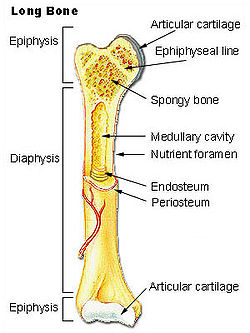 Long Bone
Articular cartilage
Epiphysis
Ephiphyseal line
Spongy bone
Medullary cavity
Nutrient foramen
Diaphysis
Endosteum
Periosteum
Articular cartilage
Epiphysis